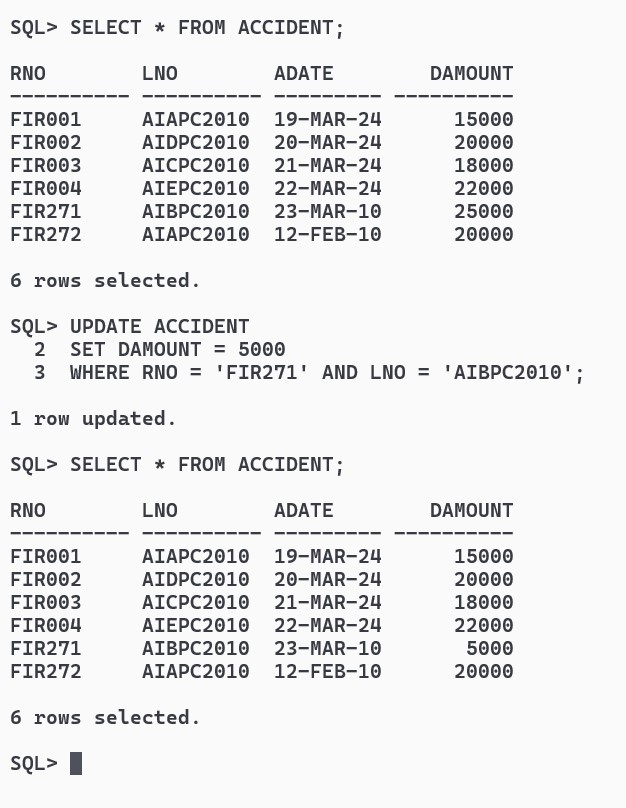 SQL> SELECT * FROM ACCIDENT;
RNO        LNO        ADATE        DAMOUNT
---------- ---------- --------- ----------
FIR001     AIAPC2010  19-MAR-24      15000
FIR002     AIDPC2010  20-MAR-24      20000
FIR003     AICPC2010  21-MAR-24      18000
FIR004     AIEPC2010  22-MAR-24      22000
FIR271     AIBPC2010  23-MAR-10      25000
FIR272     AIAPC2010  12-FEB-10      20000
6 rows selected.
SQL> UPDATE ACCIDENT
  2  SET DAMOUNT = 5000
  3  WHERE RNO = 'FIR271' AND LNO = 'AIBPC2010';
1 row updated.
SQL> SELECT * FROM ACCIDENT;
RNO        LNO        ADATE        DAMOUNT
---------- ---------- --------- ----------
FIR001     AIAPC2010  19-MAR-24      15000
FIR002     AIDPC2010  20-MAR-24      20000
FIR003     AICPC2010  21-MAR-24      18000
FIR004     AIEPC2010  22-MAR-24      22000
FIR271     AIBPC2010  23-MAR-10       5000
FIR272     AIAPC2010  12-FEB-10      20000
6 rows selected.
SQL>